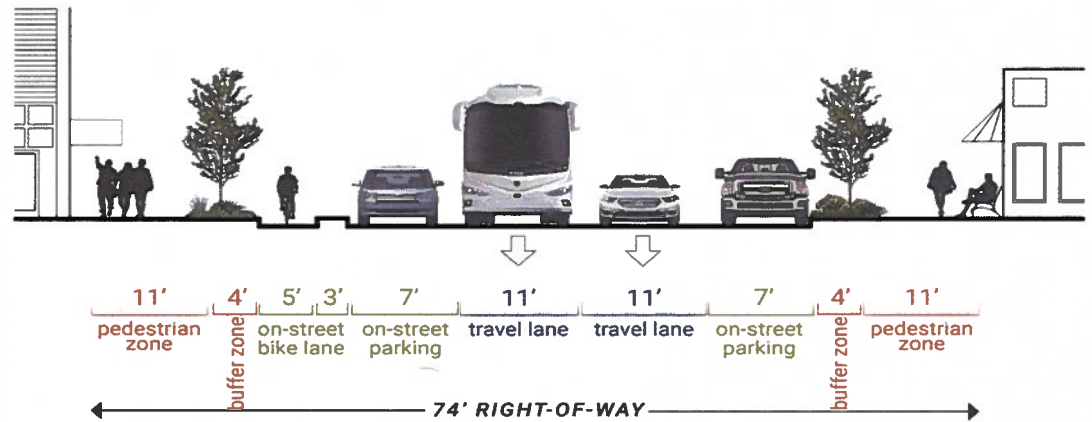 11' 4' 5' 3' 7' 11' 11' 7' 4' 11'
pedestrian
zone
buffer zone
on-street
bike lane
on-street
parking
travel lane
travel lane
on-street
parking
buffer zone
pedestrian
zone
74' RIGHT-OF-WAY